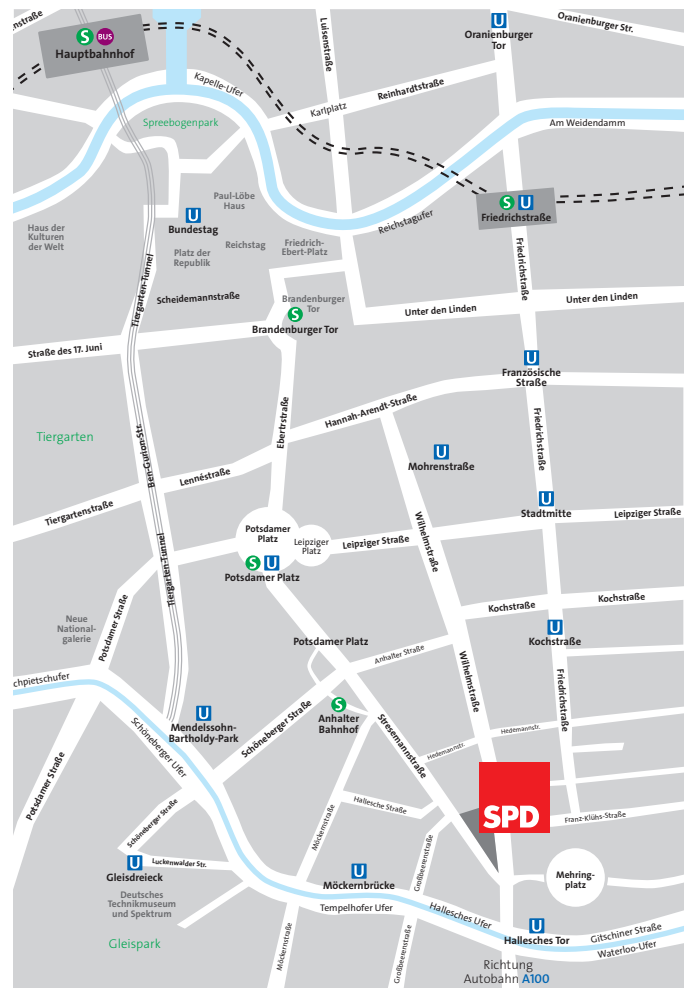 nstraße
S BUS
Hauptbahnhof
Luisenstraße
U
Oranienburger
Tor
Oranienburger Str.
Kapelle-Ufer
Karlplatz
Reinhardtstraße
Spreebogenpark
Am Weidendamm
Paul-Löbe
Haus
U
Bundestag
S U
Friedrichstraße
Reichstagufer
Haus der
Kulturen
der Welt
Platz der
Republik
Reichstag
Friedrich-
Ebert-Platz
Friedrichstraße
Tiergarten-Tunnel
Scheidemannstraße
Brandenburger
Tor
S
Brandenburger Tor
Unter den Linden
Unter den Linden
Straße des 17. Juni
U
Französische
Straße
Ebertstraße
Hannah-Arendt-Straße
Friedrichstraße
Tiergarten
Ben-Gurion-Str.
U
Mohrenstraße
Lennéstraße
Tiergartenstraße
U
Stadtmitte
Leipziger Straße
Potsdamer
Platz
Leipziger
Platz
Leipziger Straße
Wilhelmstraße
S U
Potsdamer Platz
Tiergarten-Tunnel
Kochstraße
Kochstraße
Potsdamer Straße
Neue
National-
galerie
U
Kochstraße
Potsdamer Platz
Anhalter Straße
Wilhelmstraße
Friedrichstraße
chpietschufer
U
Mendelssohn-
Bartholdy-Park
Schöneberger Straße
S
Anhalter
Bahnhof
Stresemannstraße
Schöneberger Ufer
Hedemannstr.
Hedemannstr.
Potsdamer Straße
SPD
Schöneberger Straße
Möckernstraße
Hallesche Straße
Franz-Klühs-Straße
Großbeerenstraße
Luckenwalder Str.
U
Gleisdreieck
U
Möckernbrücke
Mehring-
platz
Deutsches
Technikmuseum
und Spektrum
Tempelhofer Ufer
Hallesches Ufer
U
Hallesches Tor
Gitschiner Straße
Waterloo-Ufer
Gleispark
Möckernstraße
Großbeerenstraße
Richtung
Autobahn A100